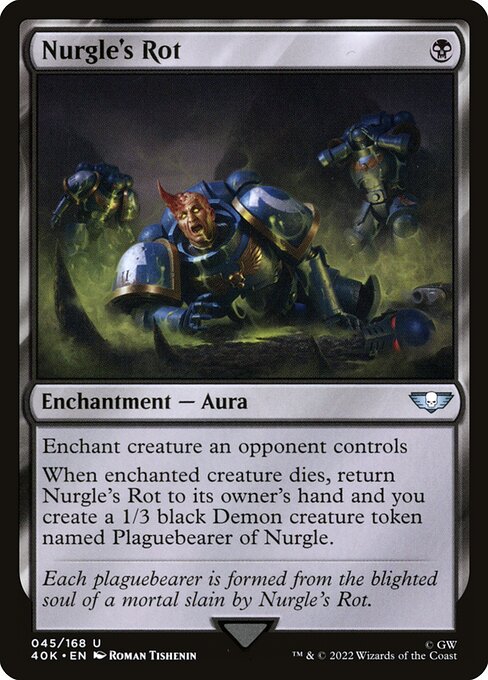 Nurgle's Rot
Enchantment — Aura
Enchant creature an opponent controls
When enchanted creature dies, return
Nurgle's Rot to its owner's hand and you
create a 1/3 black Demon creature token
named Plaguebearer of Nurgle.
Each plaguebearer is formed from the blighted
soul of a mortal slain by Nurgle's Rot.
045/168 U
© GW
40K • EN Roman Tishenin
™ & © 2022 Wizards of the Coast